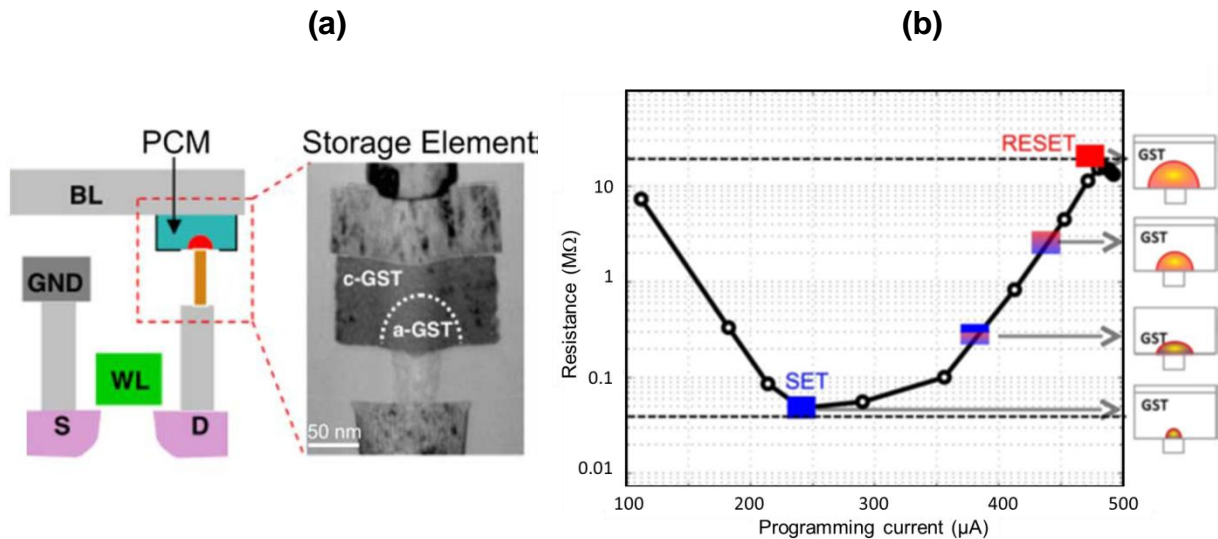 (a)
PCM
Storage Element:
BL
GND
WL
S
D
c-GST
a-GST
50 nm
(b)
Resistance (MΩ)
10
1
0.1
0.01
RESET
SET
100
200
300
400
500
Programming current (µA)
GST
GST
GST
GST